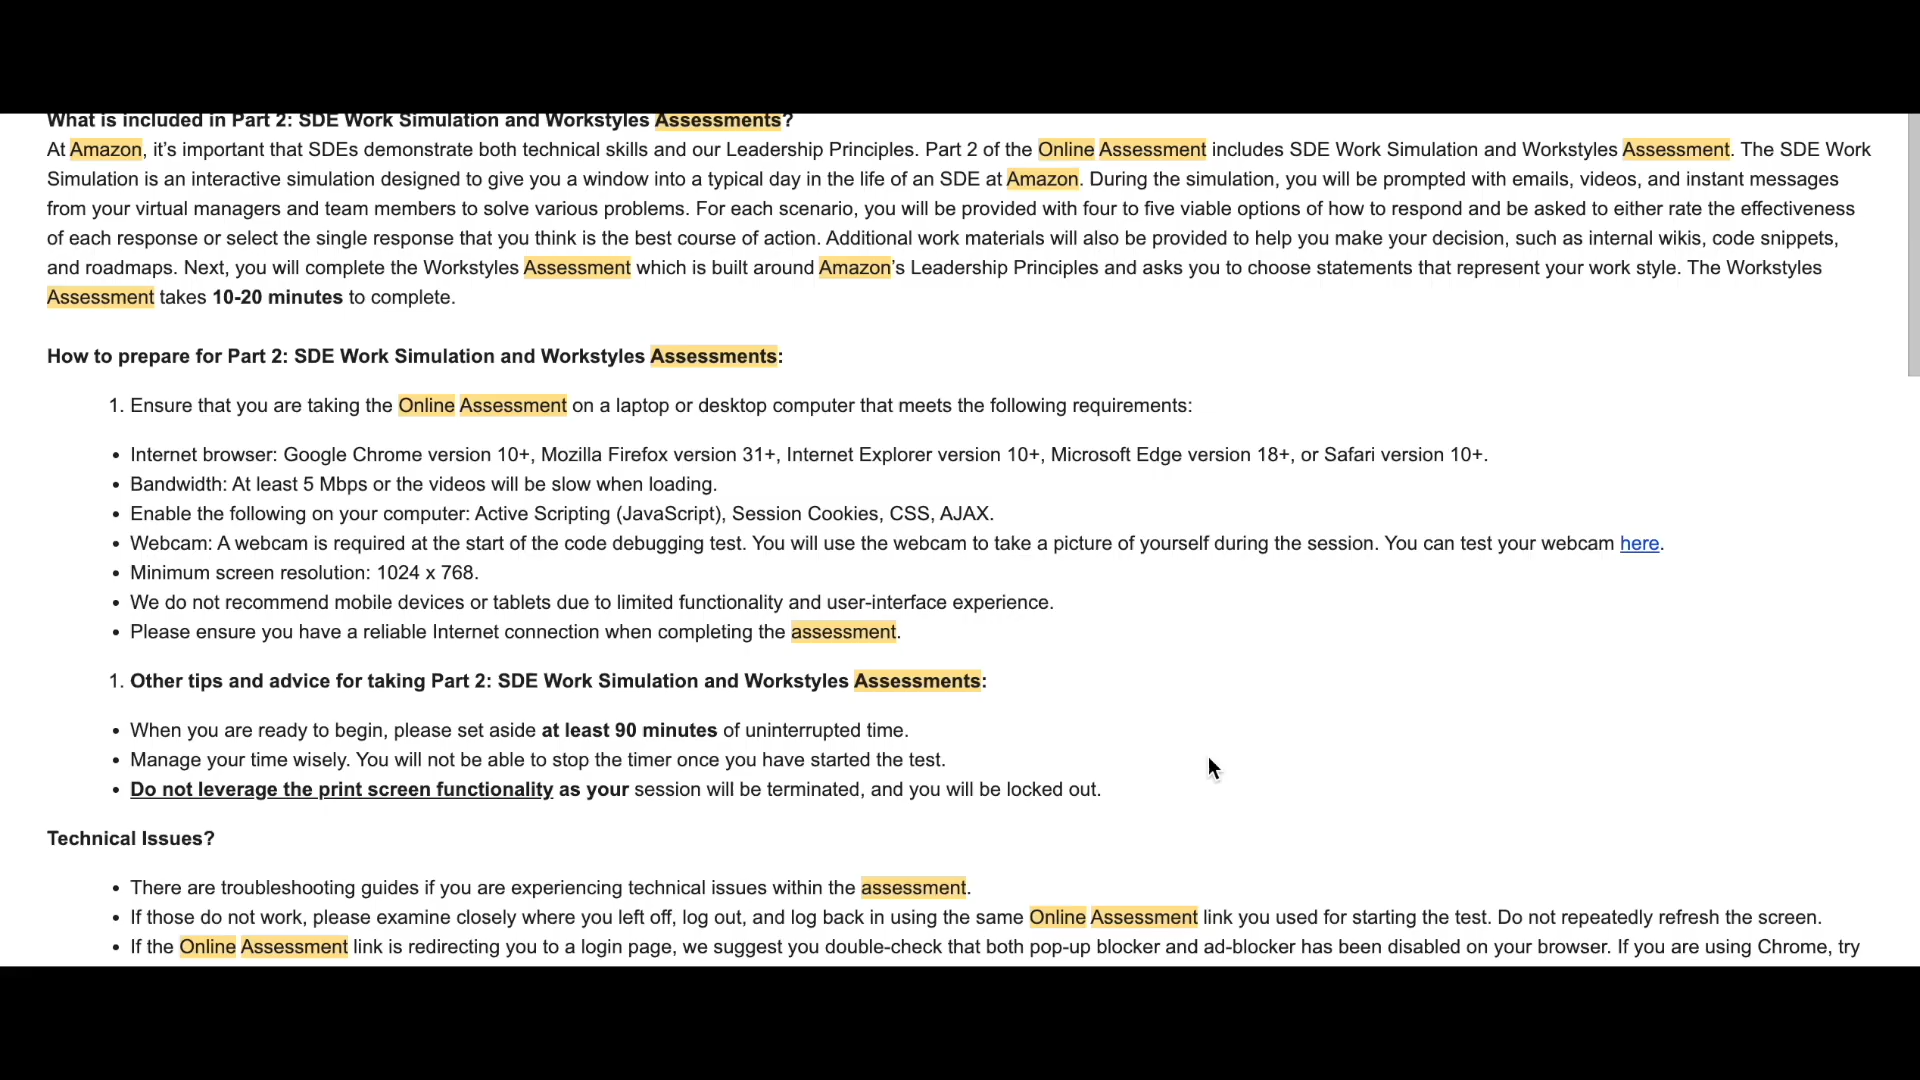 What is included in Part 2: SDE Work Simulation and Workstyles Assessments?
At Amazon, it’s important that SDEs demonstrate both technical skills and our Leadership Principles. Part 2 of the Online Assessment includes SDE Work Simulation and Workstyles Assessment. The SDE Work
Simulation is an interactive simulation designed to give you a window into a typical day in the life of an SDE at Amazon. During the simulation, you will be prompted with emails, videos, and instant messages
from your virtual managers and team members to solve various problems. For each scenario, you will be provided with four to five viable options of how to respond and be asked to either rate the effectiveness
of each response or select the single response that you think is the best course of action. Additional work materials will also be provided to help you make your decision, such as internal wikis, code snippets,
and roadmaps. Next, you will complete the Workstyles Assessment which is built around Amazon’s Leadership Principles and asks you to choose statements that represent your work style. The Workstyles
Assessment takes 10-20 minutes to complete.
How to prepare for Part 2: SDE Work Simulation and Workstyles Assessments:
1. Ensure that you are taking the Online Assessment on a laptop or desktop computer that meets the following requirements:
• Internet browser: Google Chrome version 10+, Mozilla Firefox version 31+, Internet Explorer version 10+, Microsoft Edge version 18+, or Safari version 10+.
• Bandwidth: At least 5 Mbps or the videos will be slow when loading.
• Enable the following on your computer: Active Scripting (JavaScript), Session Cookies, CSS, AJAX.
• Webcam: A webcam is required at the start of the code debugging test. You will use the webcam to take a picture of yourself during the session. You can test your webcam here.
• Minimum screen resolution: 1024 x 768.
• We do not recommend mobile devices or tablets due to limited functionality and user-interface experience.
• Please ensure you have a reliable Internet connection when completing the assessment.
1. Other tips and advice for taking Part 2: SDE Work Simulation and Workstyles Assessments:
• When you are ready to begin, please set aside at least 90 minutes of uninterrupted time.
• Manage your time wisely. You will not be able to stop the timer once you have started the test.
• Do not leverage the print screen functionality as your session will be terminated, and you will be locked out.
Technical Issues?
• There are troubleshooting guides if you are experiencing technical issues within the assessment.
• If those do not work, please examine closely where you left off, log out, and log back in using the same Online Assessment link you used for starting the test. Do not repeatedly refresh the screen.
• If the Online Assessment link is redirecting you to a login page, we suggest you double-check that both pop-up blocker and ad-blocker has been disabled on your browser. If you are using Chrome, try